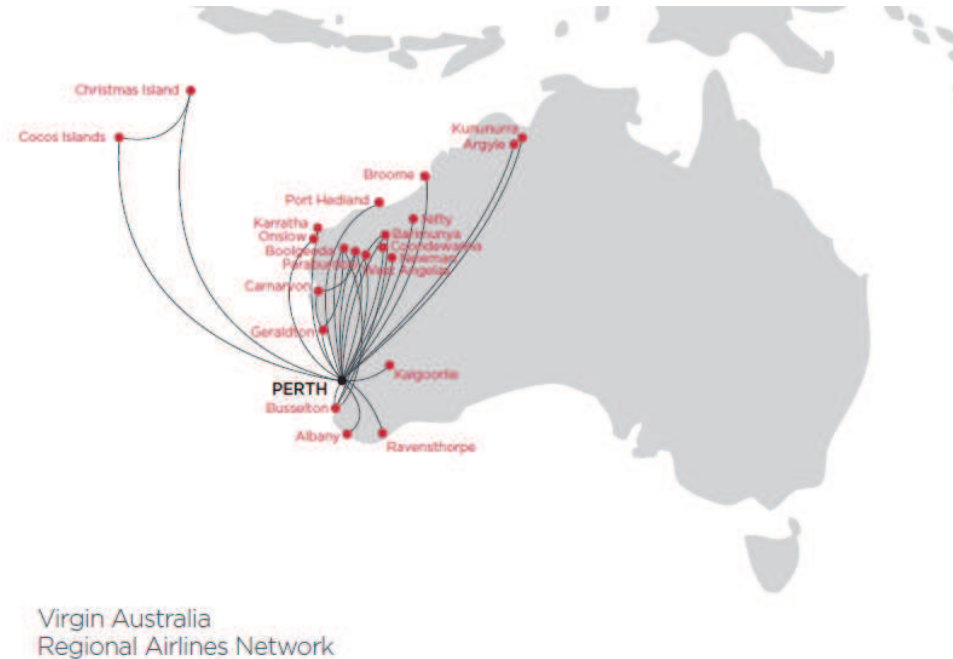 Christmas Island
Cocos Islands
Kununurra
Argyle
Broome
Port Hedland
Nifty
Karratha
Barimunya
Onslow
Coondewanna
Boolgeeda
Newman
Paraburdoo
West Angelas
Carnarvon
Geraldton
Kalgoorlie
PERTH
Busselton
Albany
Ravensthorpe
Virgin Australia
Regional Airlines Network